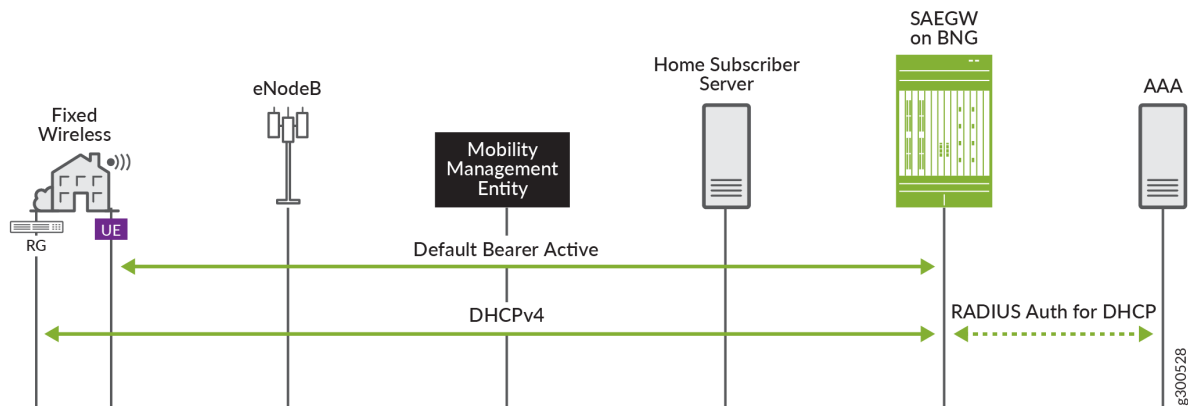 SAEGW
on BNG
Home Subscriber
Server
eNodeB
AAA
Fixed
Wireless
Mobility
Management
Entity
UE
RG
Default Bearer Active
DHCPv4
RADIUS Auth for DHCP
g300528